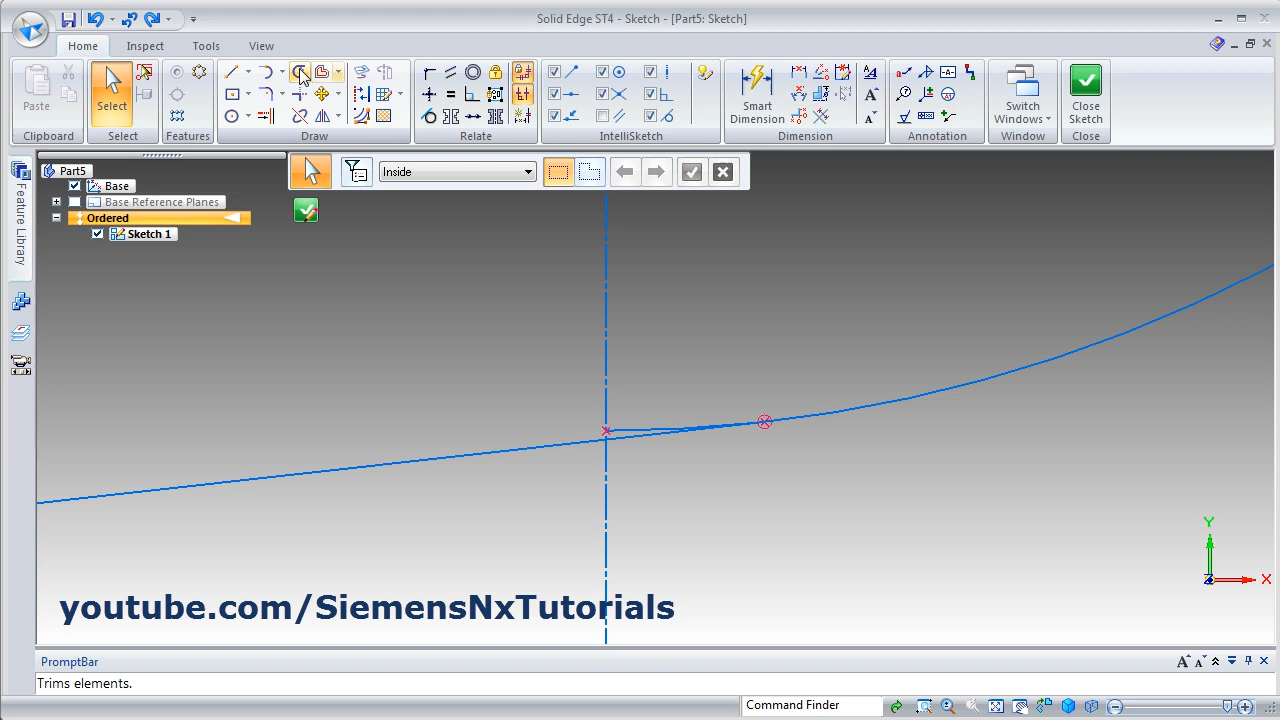 Solid Edge ST4 - Sketch - [Part5: Sketch]
Home Inspect Tools View
Paste
Select
Smart Dimension
Switch Windows
Close Sketch
Clipboard Select Features Draw Relate IntelliSketch Dimension Annotation Window Close
Inside
Feature Library
Part5
Base
Base Reference Planes
Ordered
Sketch 1
Y
X
Z
youtube.com/SiemensNxTutorials
PromptBar
Trims elements.
Command Finder